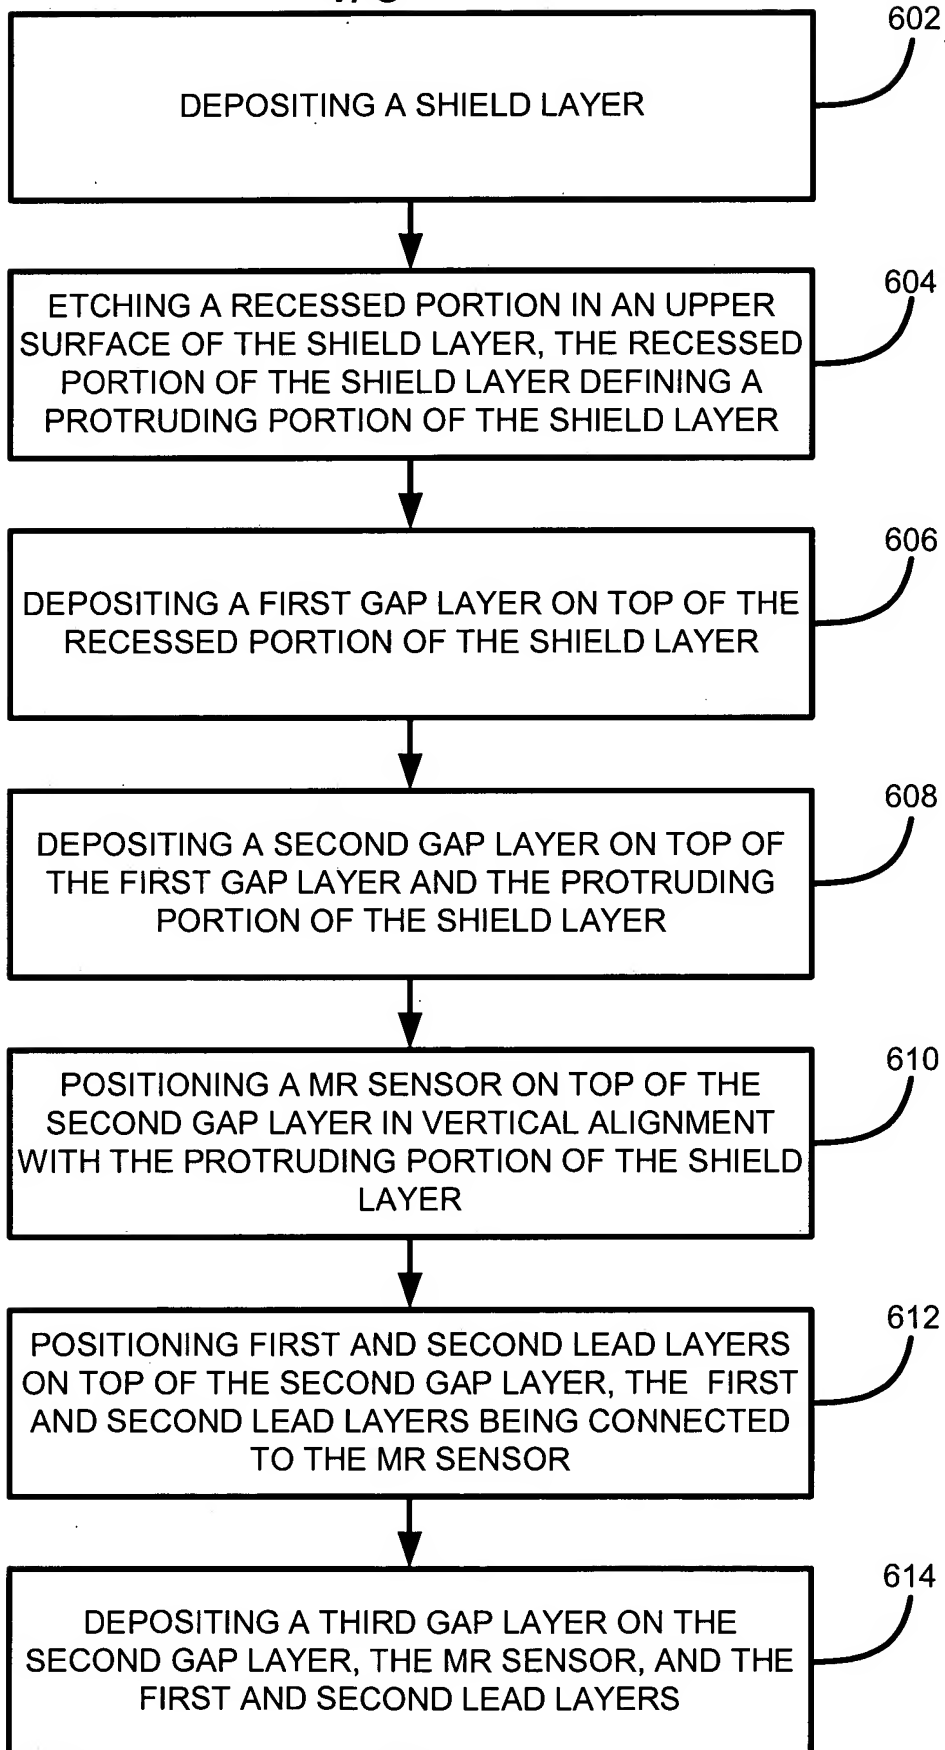 602
DEPOSITING A SHIELD LAYER
604
ETCHING A RECESSED PORTION IN AN UPPER
SURFACE OF THE SHIELD LAYER, THE RECESSED
PORTION OF THE SHIELD LAYER DEFINING A
PROTRUDING PORTION OF THE SHIELD LAYER
606
DEPOSITING A FIRST GAP LAYER ON TOP OF THE
RECESSED PORTION OF THE SHIELD LAYER
608
DEPOSITING A SECOND GAP LAYER ON TOP OF
THE FIRST GAP LAYER AND THE PROTRUDING
PORTION OF THE SHIELD LAYER
610
POSITIONING A MR SENSOR ON TOP OF THE
SECOND GAP LAYER IN VERTICAL ALIGNMENT
WITH THE PROTRUDING PORTION OF THE SHIELD
LAYER
612
POSITIONING FIRST AND SECOND LEAD LAYERS
ON TOP OF THE SECOND GAP LAYER, THE FIRST
AND SECOND LEAD LAYERS BEING CONNECTED
TO THE MR SENSOR
614
DEPOSITING A THIRD GAP LAYER ON THE
SECOND GAP LAYER, THE MR SENSOR, AND THE
FIRST AND SECOND LEAD LAYERS